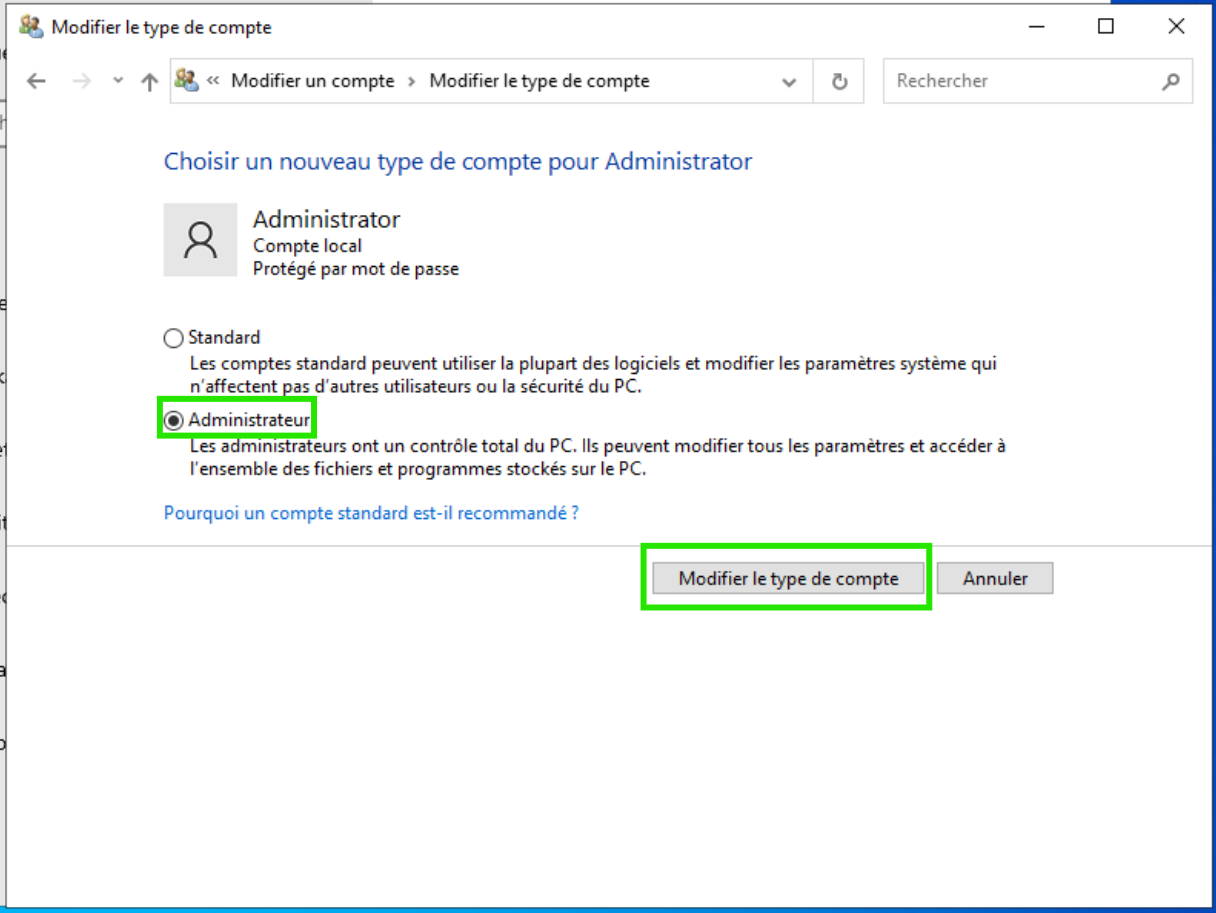 Modifier le type de compte
« Modifier un compte > Modifier le type de compte
Rechercher
Choisir un nouveau type de compte pour Administrator
Administrator
Compte local
Protégé par mot de passe
Standard
Les comptes standard peuvent utiliser la plupart des logiciels et modifier les paramètres système qui
n'affectent pas d'autres utilisateurs ou la sécurité du PC.
Administrateur
Les administrateurs ont un contrôle total du PC. Ils peuvent modifier tous les paramètres et accéder à
l'ensemble des fichiers et programmes stockés sur le PC.
Pourquoi un compte standard est-il recommandé ?
Modifier le type de compte
Annuler